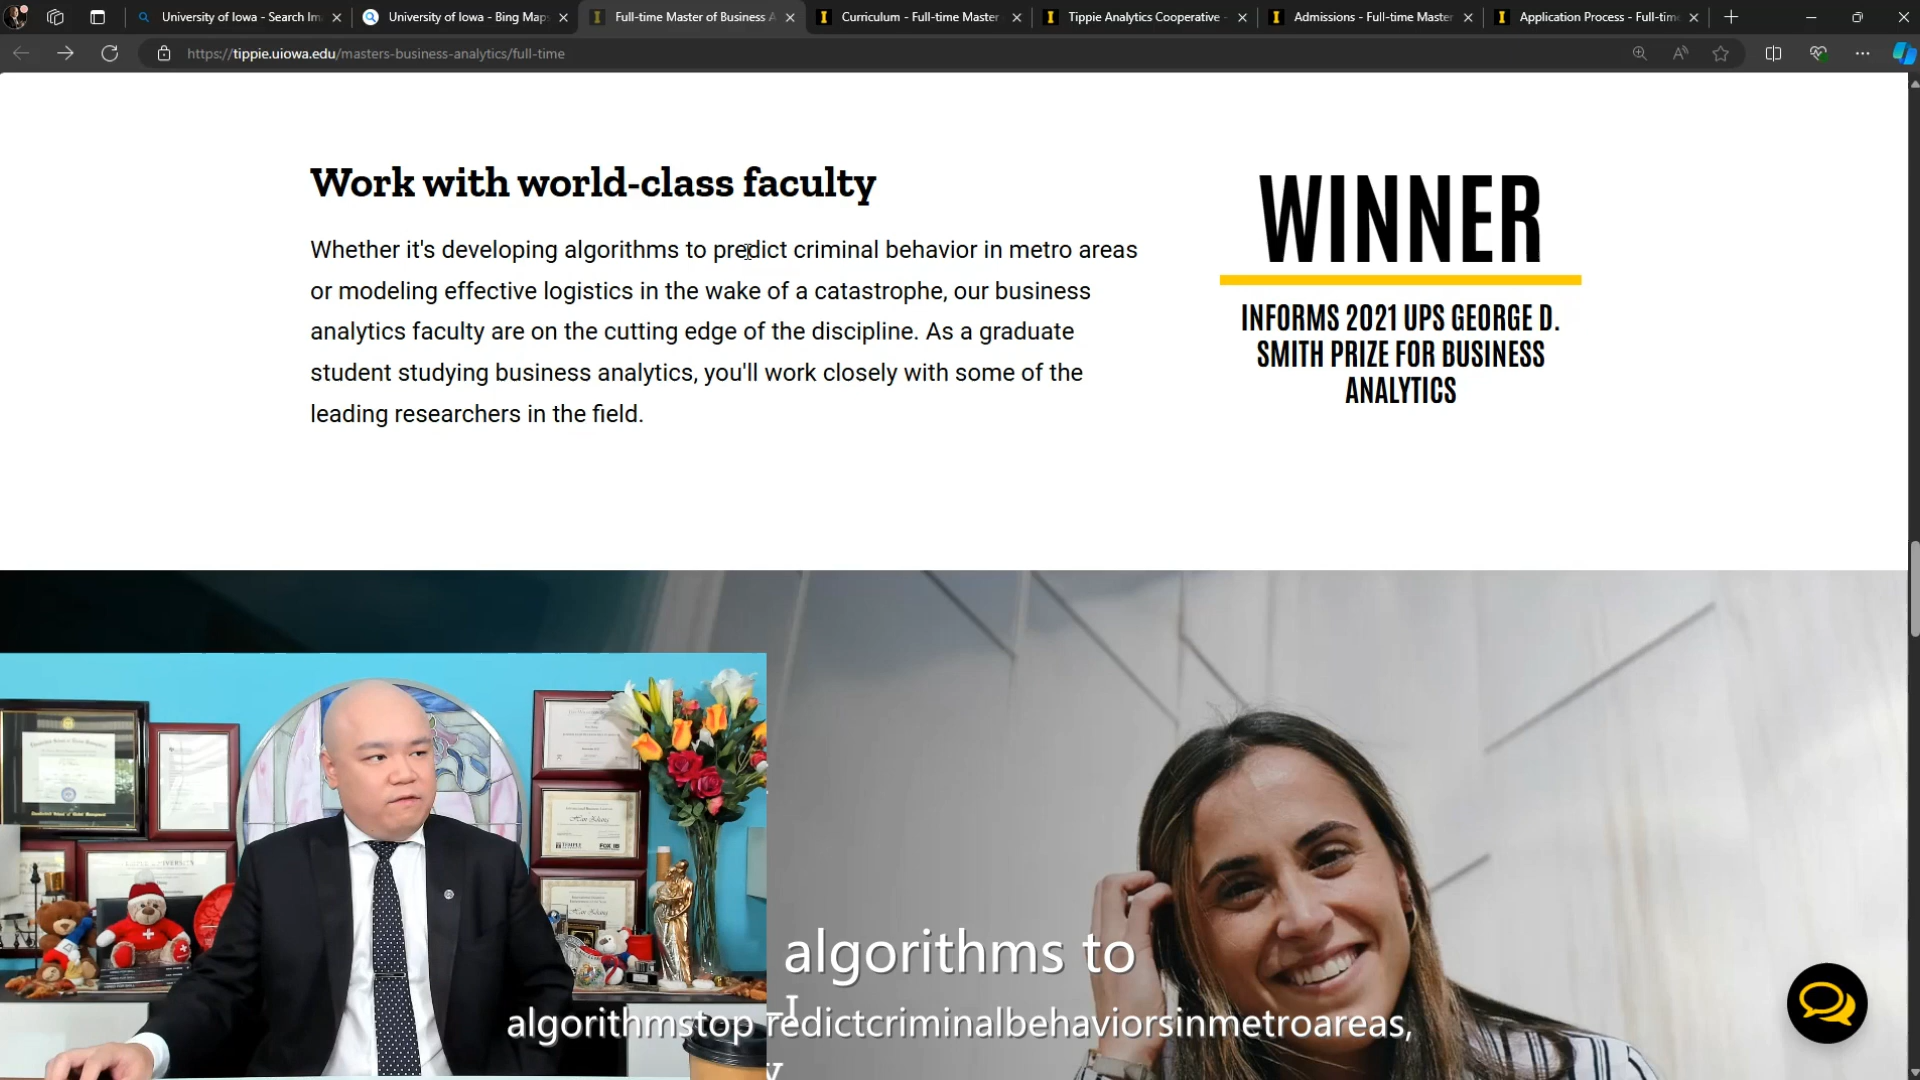 University of Iowa - Search Im
University of Iowa - Bing Map
Full-time Master of Business A
Curriculum - Full-time Master
Tippie Analytics Cooperative -
Admissions - Full-time Master
Application Process - Full-tim
https://tippie.uiowa.edu/masters-business-analytics/full-time
Work with world-class faculty
Whether it's developing algorithms to predict criminal behavior in metro areas
or modeling effective logistics in the wake of a catastrophe, our business
analytics faculty are on the cutting edge of the discipline. As a graduate
student studying business analytics, you'll work closely with some of the
leading researchers in the field.
WINNER
INFORMS 2021 UPS GEORGE D.
SMITH PRIZE FOR BUSINESS
ANALYTICS
algorithms to
algorithmstop redictcriminalbehaviorsinmetroareas,